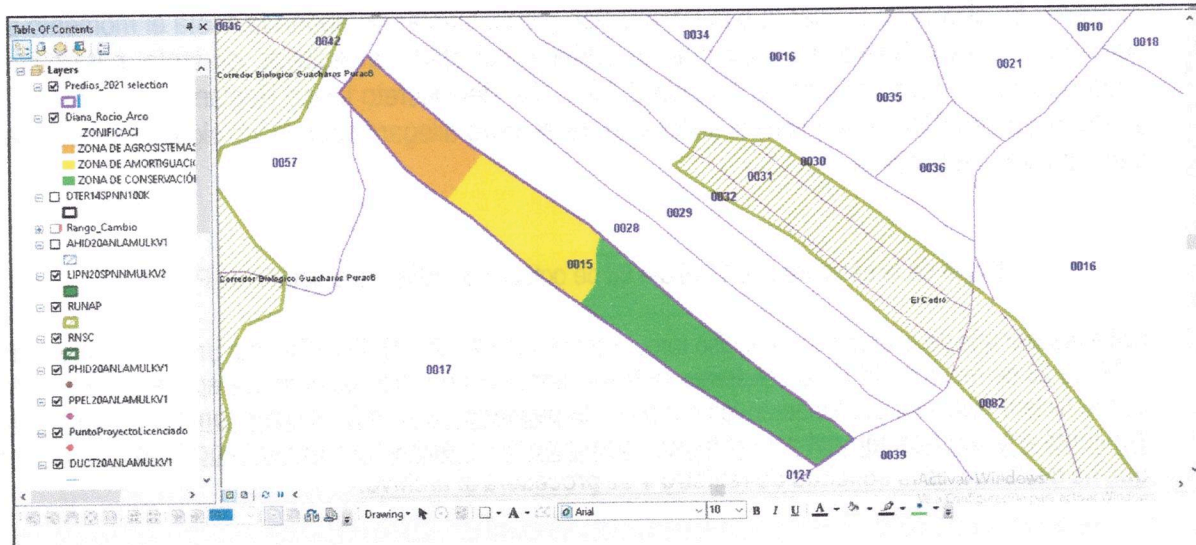 Table Of Contents
Layers
Predios_2021 selection
Diana_Rocio_Arco
ZONIFICACI
ZONA DE AGROSISTEMAS
ZONA DE AMORTIGUACI
ZONA DE CONSERVACIÓN
DTER14SPNN100K
Rango_Cambio
AHID20ANLAMULKV1
LIPN20SPNNMULKV2
RUNAP
RNSC
PHID20ANLAMULKV1
PPEL20ANLAMULKV1
PuntoProyectoLicenciado
DUCT20ANLAMULKV1
0046
0042
0034
0016
0010
0018
0021
Corredor Biologico Guacharos Puracé
0035
0057
0030
0036
0031
0032
0029
0028
0015
0016
Corredor Biologico Guacharos Puracé
El Cedro
0017
0082
0039
0127
Activar Windows
Drawing
Arial
10
B I U A